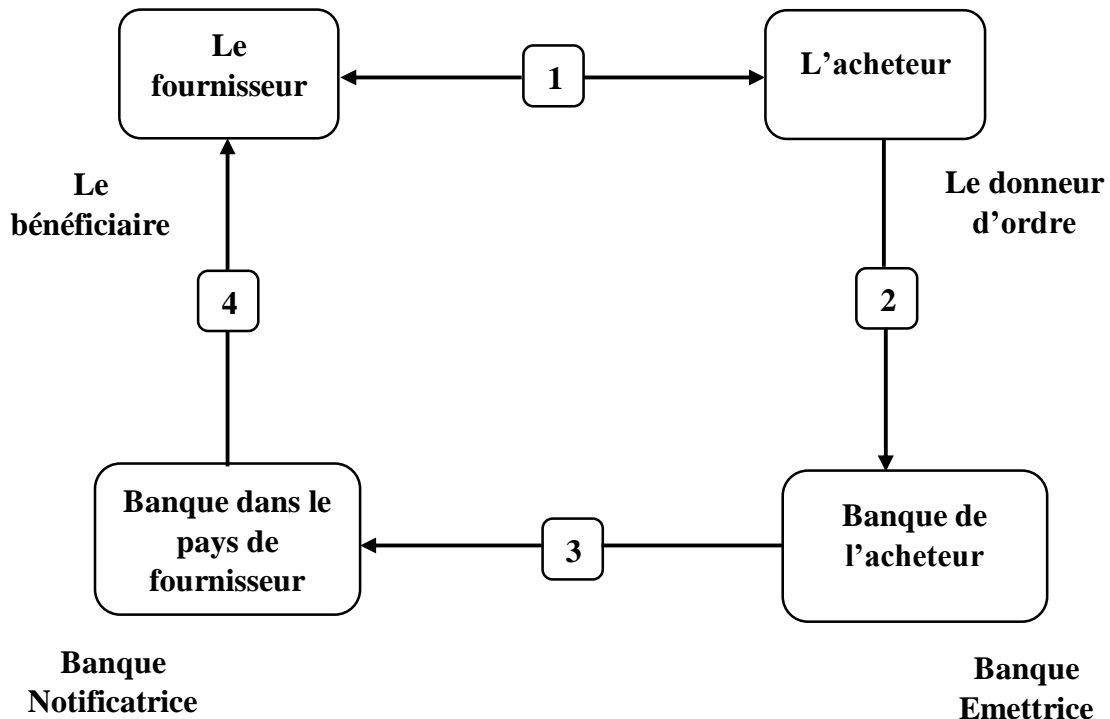 Le
fournisseur
1
L’acheteur
Le
bénéficiaire
Le donneur
d’ordre
4
2
Banque dans le
pays de
fournisseur
3
Banque de
l’acheteur
Banque
Notificatrice
Banque
Emettrice